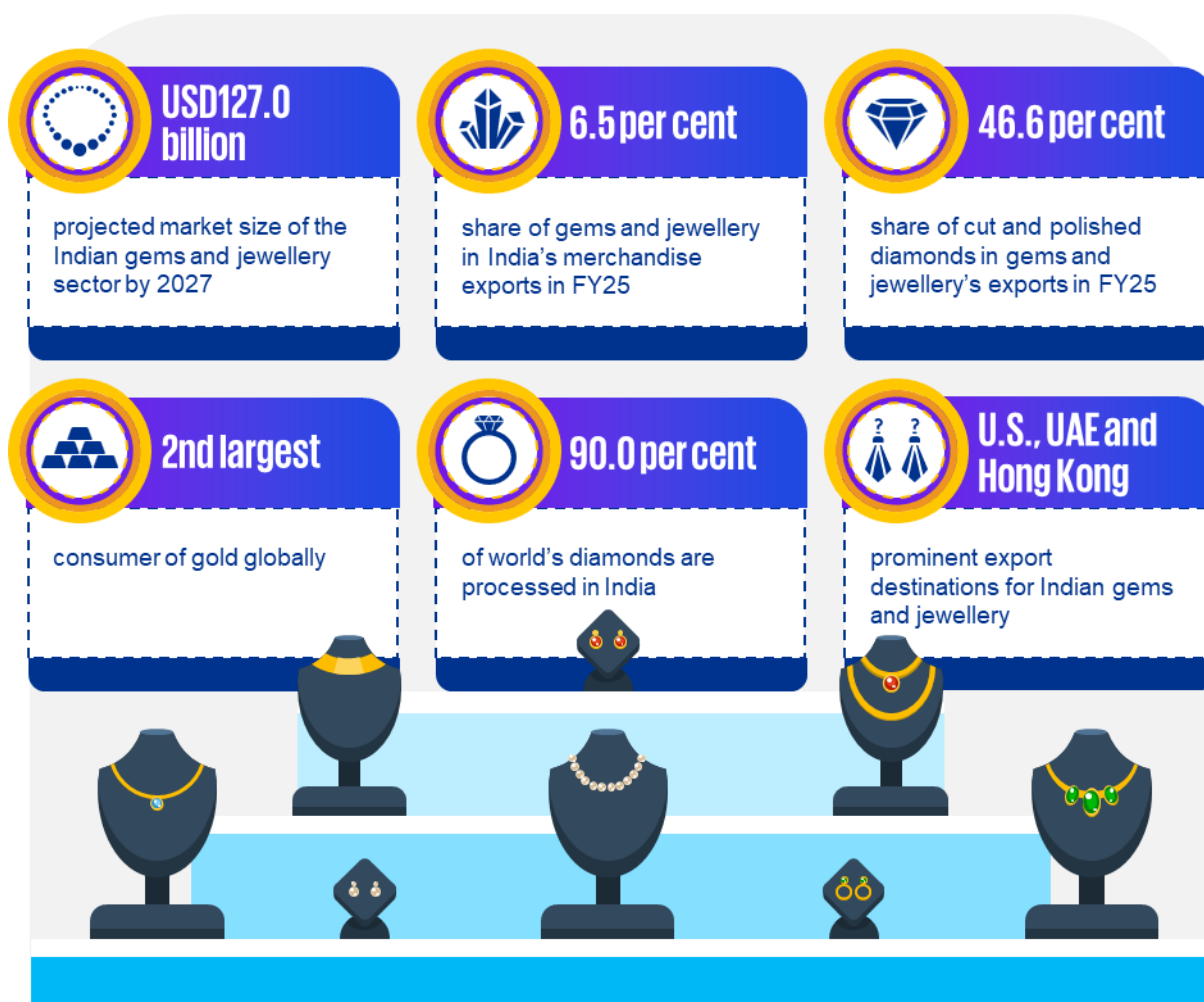 USD127.0
billion
projected market size of the
Indian gems and jewellery
sector by 2027
6.5 per cent
share of gems and jewellery
in India’s merchandise
exports in FY25
46.6 per cent
share of cut and polished
diamonds in gems and
jewellery’s exports in FY25
2nd largest
consumer of gold globally
90.0 per cent
of world’s diamonds are
processed in India
? ?
U.S., UAE and
Hong Kong
prominent export
destinations for Indian gems
and jewellery